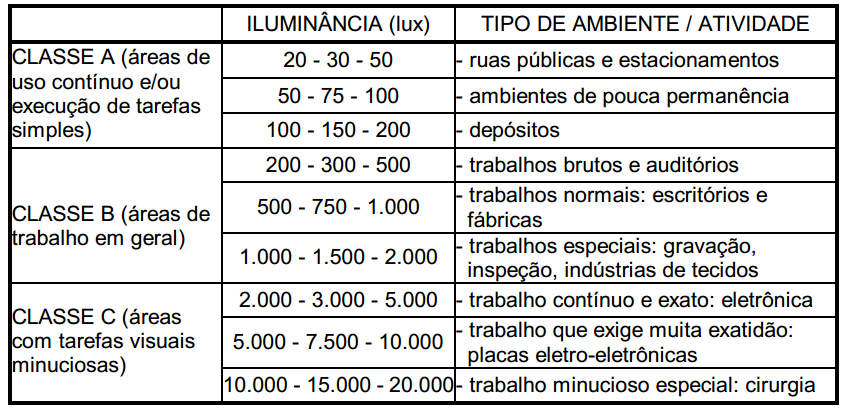 ILUMINÂNCIA (lux)
TIPO DE AMBIENTE / ATIVIDADE
CLASSE A (áreas de
uso contínuo e/ou
execução de tarefas
simples)
20 - 30 - 50
- ruas públicas e estacionamentos
50 - 75 - 100
- ambientes de pouca permanência
100 - 150 - 200
- depósitos
CLASSE B (áreas de
trabalho em geral)
200 - 300 - 500
- trabalhos brutos e auditórios
500 - 750 - 1.000
- trabalhos normais: escritórios e
fábricas
1.000 - 1.500 - 2.000
- trabalhos especiais: gravação,
inspeção, indústrias de tecidos
CLASSE C (áreas
com tarefas visuais
minuciosas)
2.000 - 3.000 - 5.000
- trabalho contínuo e exato: eletrônica
5.000 - 7.500 - 10.000
- trabalho que exige muita exatidão:
placas eletro-eletrônicas
10.000 - 15.000 - 20.000
- trabalho minucioso especial: cirurgia